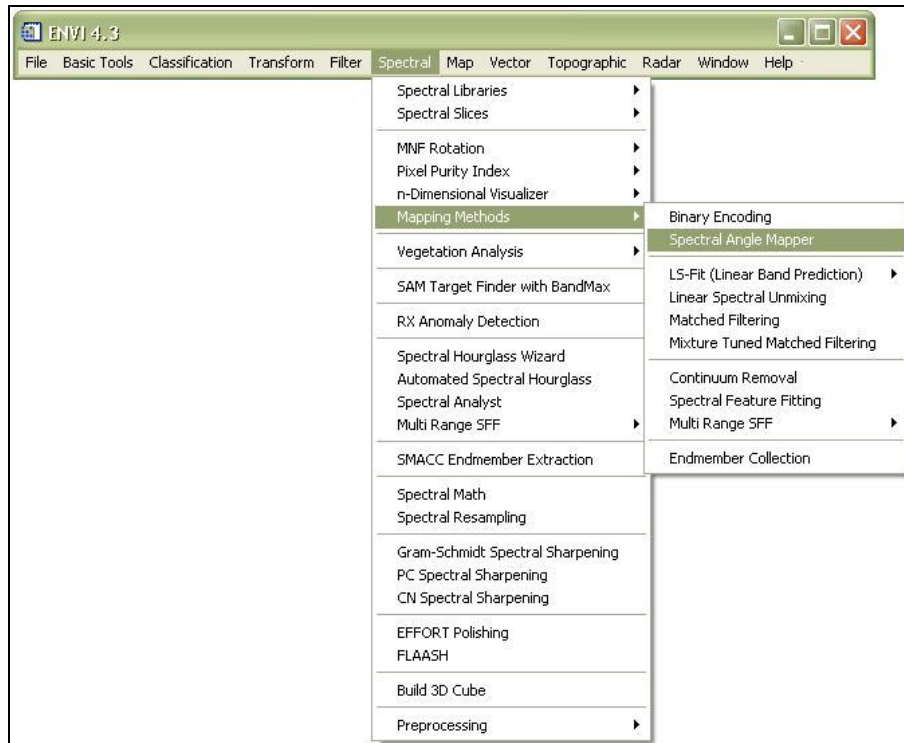 ENVI 4.3
File Basic Tools Classification Transform Filter Spectral Map Vector Topographic Radar Window Help
Spectral Libraries
Spectral Slices
MNF Rotation
Pixel Purity Index
n-Dimensional Visualizer
Mapping Methods
Vegetation Analysis
SAM Target Finder with BandMax
RX Anomaly Detection
Spectral Hourglass Wizard
Automated Spectral Hourglass
Spectral Analyst
Multi Range SFF
SMACC Endmember Extraction
Spectral Math
Spectral Resampling
Gram-Schmidt Spectral Sharpening
PC Spectral Sharpening
CN Spectral Sharpening
EFFORT Polishing
FLAASH
Build 3D Cube
Preprocessing
Binary Encoding
Spectral Angle Mapper
LS-Fit (Linear Band Prediction)
Linear Spectral Unmixing
Matched Filtering
Mixture Tuned Matched Filtering
Continuum Removal
Spectral Feature Fitting
Multi Range SFF
Endmember Collection